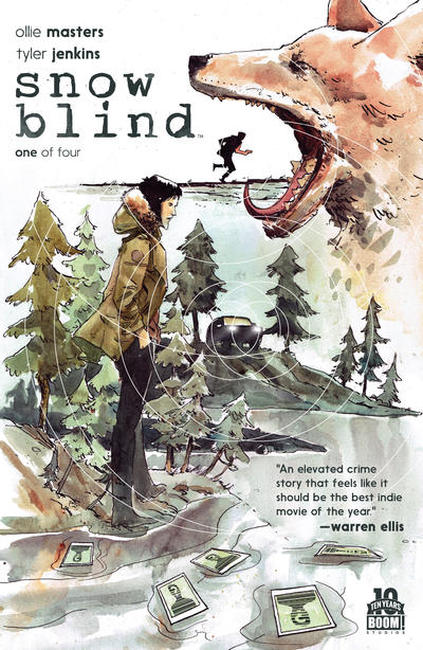 ollie masters
tyler jenkins
snow
blind™
one of four
"An elevated crime
story that feels like it
should be the best indie
movie of the year."
—warren ellis
10
TEN YEARS
BOOM!
STUDIOS